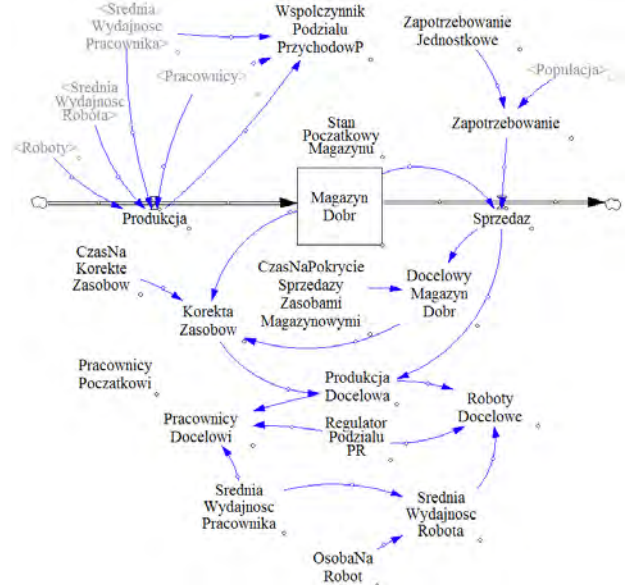 <Srednia
Wydajnosc
Pracownika>
Wspolczynnik
Podzialu
PrzychodowP
Zapotrzebowanie
Jednostkowe
<Pracownicy>
<Populacja>
<Srednia
Wydajnosc
Robota>
<Roboty>
Stan
Poczatkowy
Magazynu
Zapotrzebowanie
Produkcja
Magazyn
Dobr
Sprzedaz
CzasNa
Korekte
Zasobow
CzasNaPokrycie
Sprzedazy
Zasobami
Magazynowymi
Docelowy
Magazyn
Dobr
Korekta
Zasobow
Pracownicy
Poczatkowi
Produkcja
Docelowa
Roboty
Docelowe
Pracownicy
Docelowi
Regulator
Podzialu
PR
Srednia
Wydajnosc
Pracownika
Srednia
Wydajnosc
Robota
OsobaNa
Robot